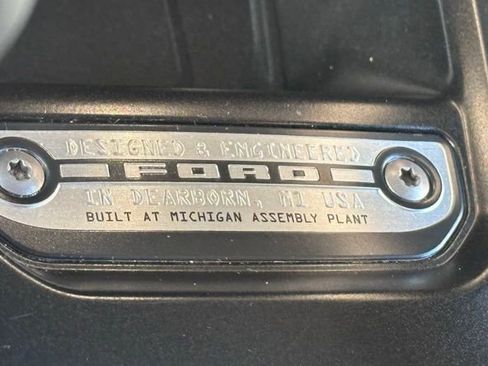 DESIGNED & ENGINEERED
FORD
IN DEARBORN, MI USA
BUILT AT MICHIGAN ASSEMBLY PLANT